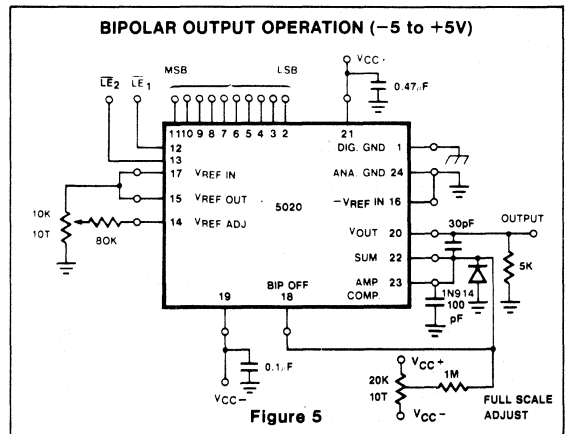 BIPOLAR OUTPUT OPERATION (−5 to +5V)
LE2 LE1 MSB LSB VCC+
0.47µF
11 10 9 8 7 6 5 4 3 2 21
12 DIG. GND 1
13
17 VREF IN ANA. GND 24
15 VREF OUT 5020 −VREF IN 16
10K
10T
80K
14 VREF ADJ
30pF OUTPUT
VOUT 20
SUM 22 5K
AMP 23
COMP.
1N914
100
pF
BIP OFF
19 18
0.1µF
VCC−
VCC+
20K
10T
1M
VCC−
FULL SCALE
ADJUST
Figure 5